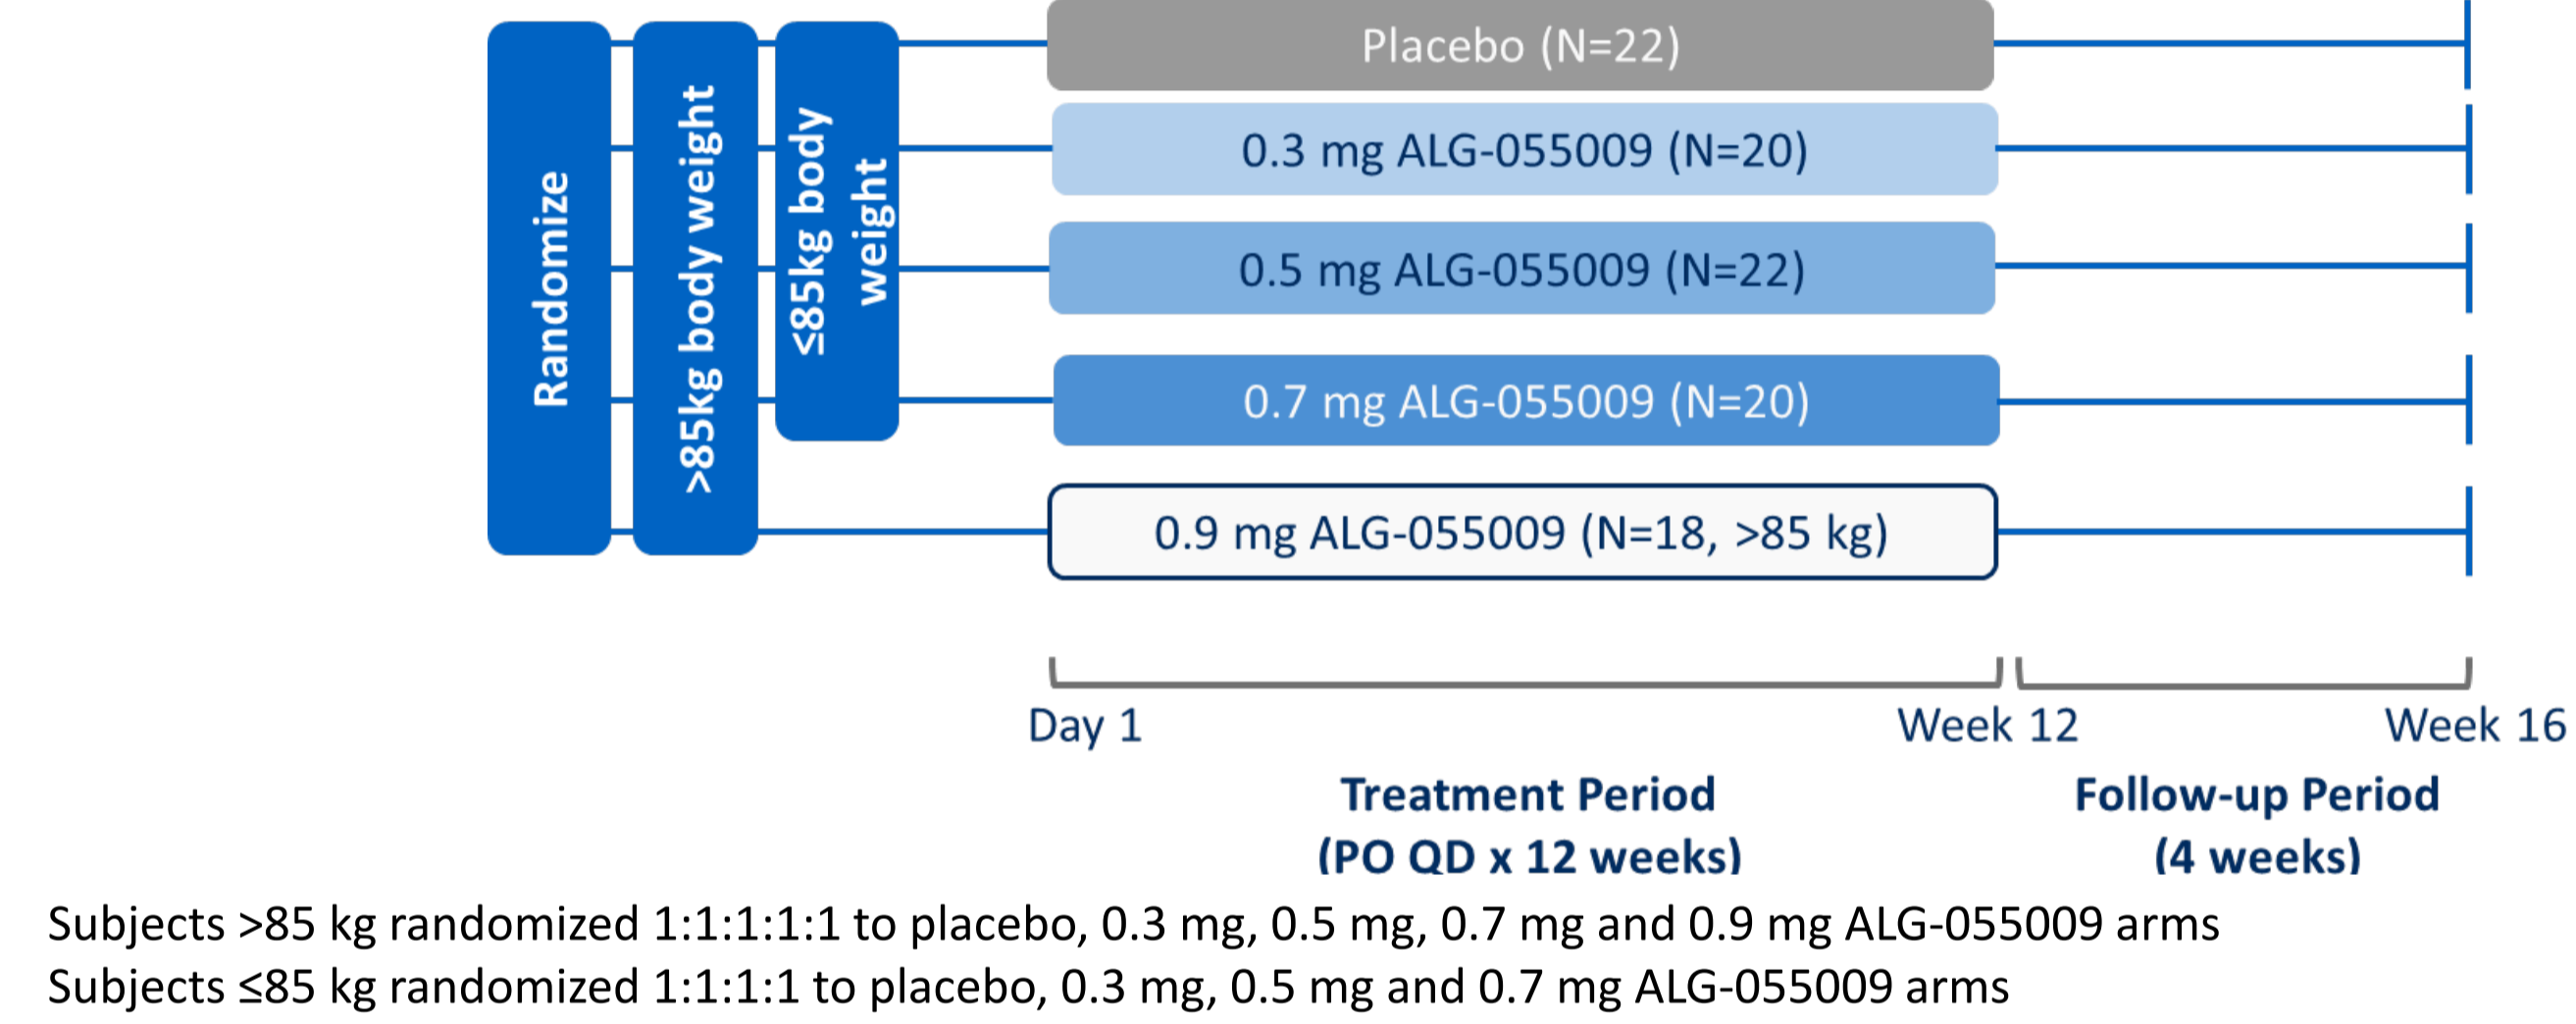 Randomize
>85kg body weight
≤85kg body
weight
Placebo (N=22)
0.3 mg ALG-055009 (N=20)
0.5 mg ALG-055009 (N=22)
0.7 mg ALG-055009 (N=20)
0.9 mg ALG-055009 (N=18, >85 kg)
Day 1
Week 12
Week 16
Treatment Period
(PO QD x 12 weeks)
Follow-up Period
(4 weeks)
Subjects >85 kg randomized 1:1:1:1:1 to placebo, 0.3 mg, 0.5 mg, 0.7 mg and 0.9 mg ALG-055009 arms
Subjects ≤85 kg randomized 1:1:1:1 to placebo, 0.3 mg, 0.5 mg and 0.7 mg ALG-055009 arms